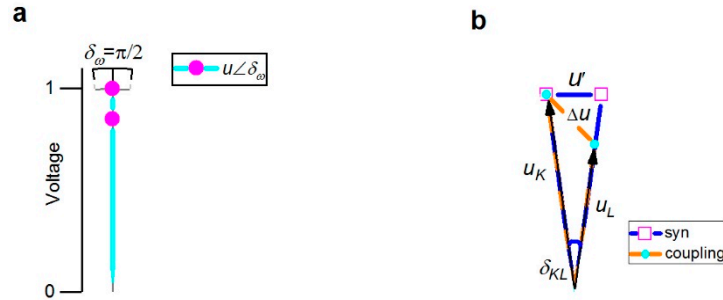 a
δω=π/2
u∠δω
1
Voltage
0
b
u'
Δu
uK
uL
δKL
syn
coupling